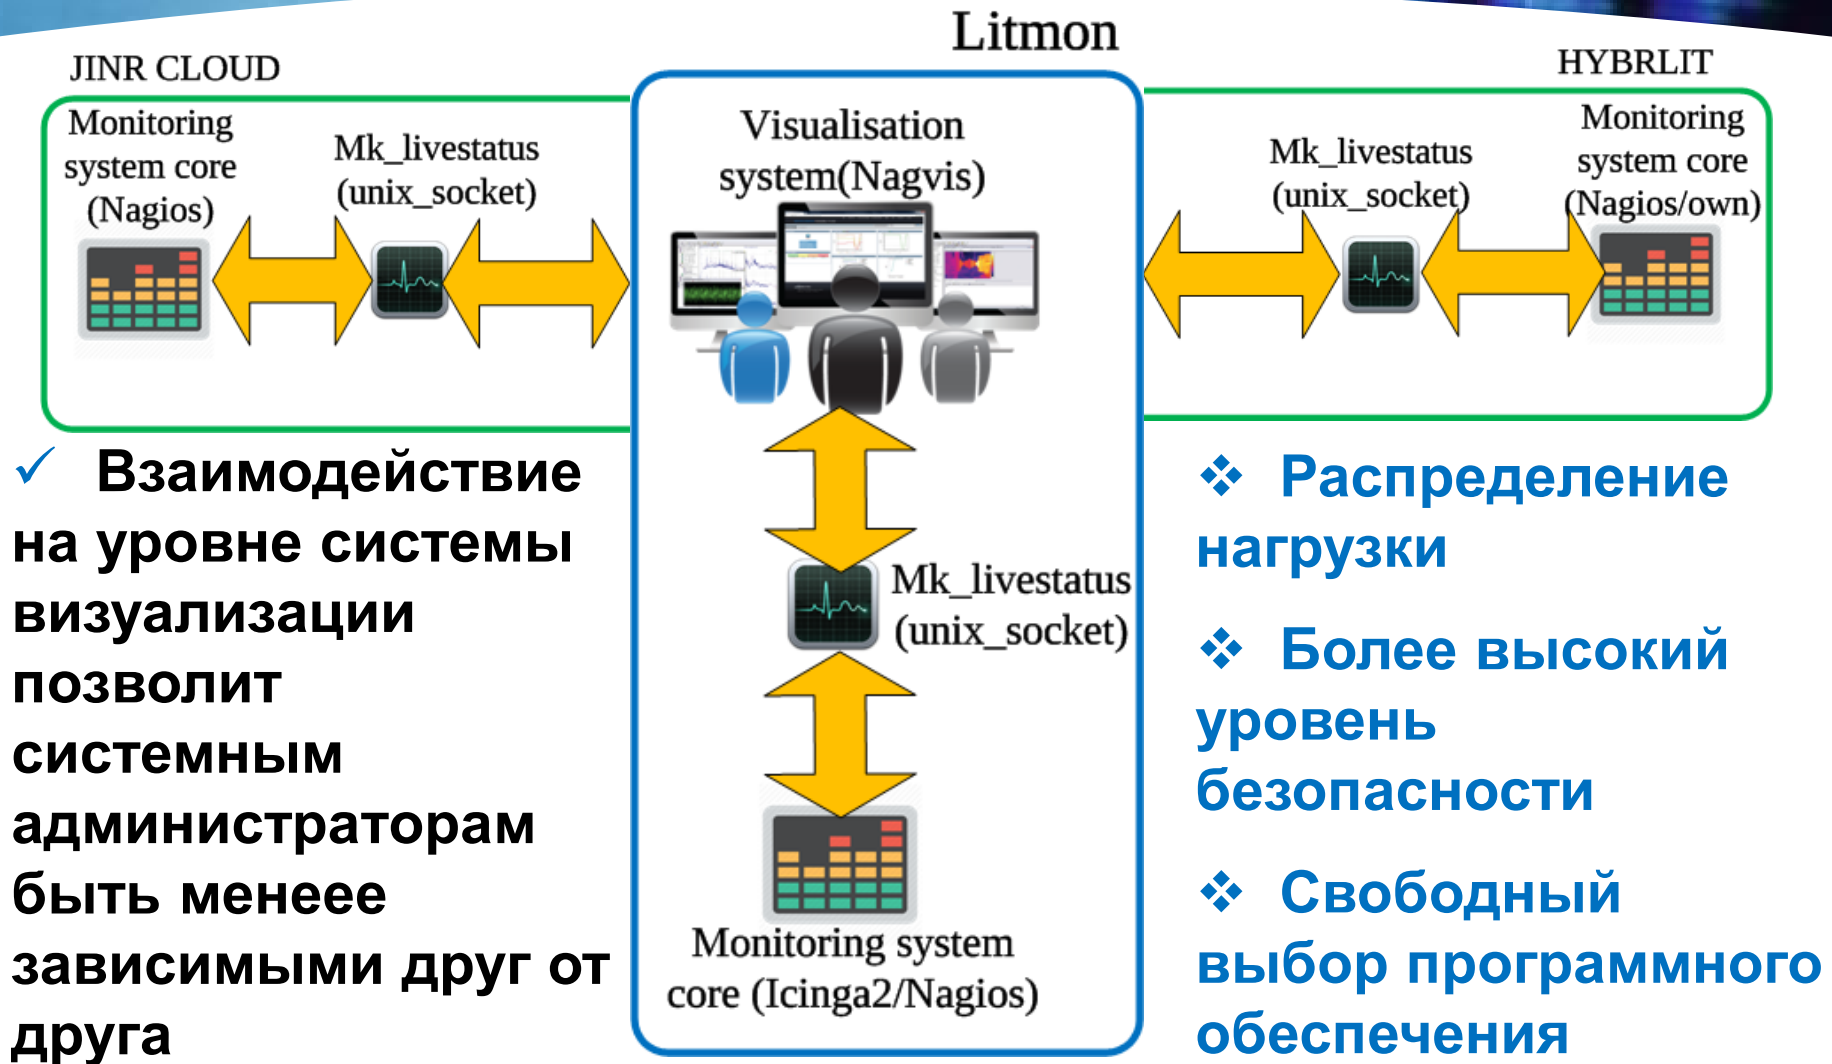 Litmon
JINR CLOUD
HYBRLIT
Monitoring
system core
(Nagios)
Mk_livestatus
(unix_socket)
Visualisation
system(Nagvis)
Mk_livestatus
(unix_socket)
Monitoring
system core
(Nagios/own)
Mk_livestatus
(unix_socket)
Monitoring system
core (Icinga2/Nagios)
✓ Взаимодействие
на уровне системы
визуализации
позволит
системным
администраторам
быть менеее
зависимыми друг от
друга
❖ Распределение
нагрузки
❖ Более высокий
уровень
безопасности
❖ Свободный
выбор программного
обеспечения